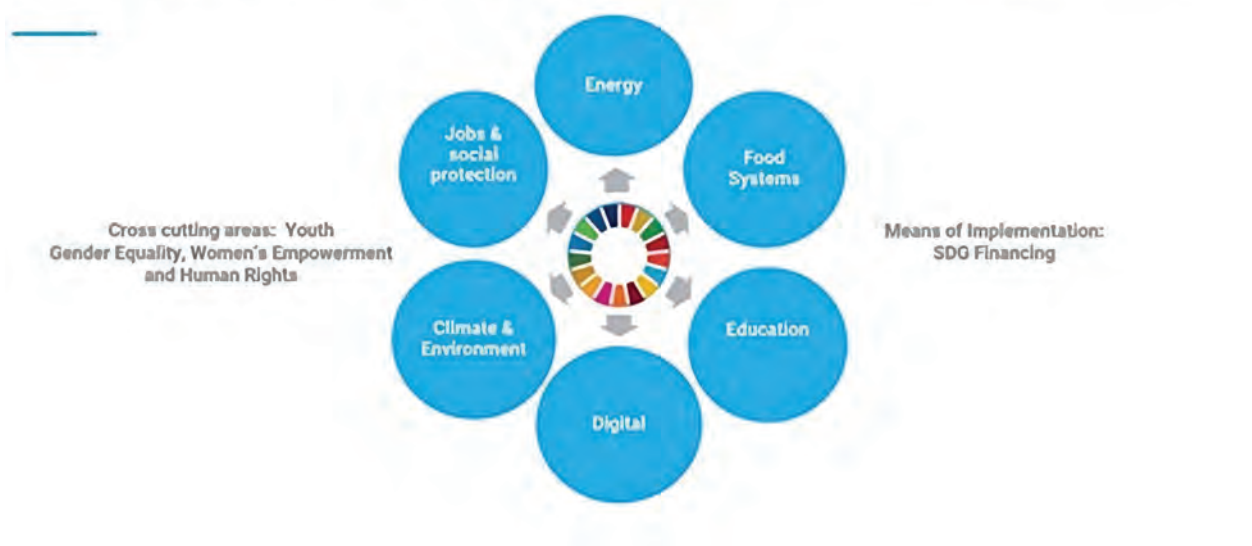 Energy
Jobs &
social
protection
Food
Systems
Cross cutting areas: Youth
Gender Equality, Women's Empowerment
and Human Rights
Means of Implementation:
SDG Financing
Climate &
Environment
Education
Digital